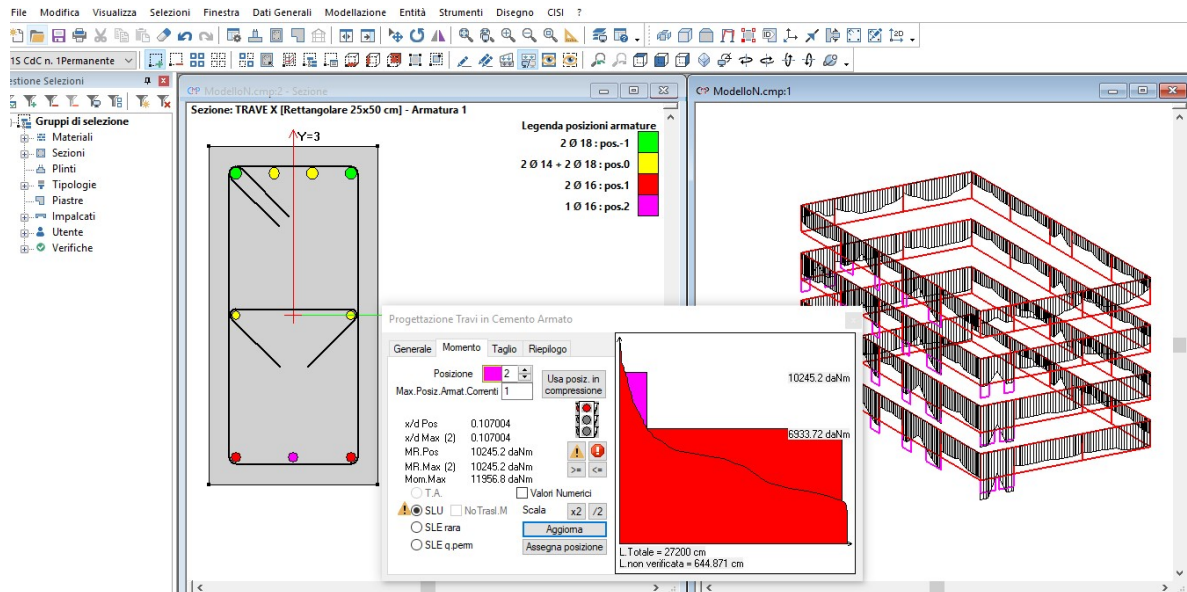 File Modifica Visualizza Selezioni Finestra Dati Generali Modellazione Entità Strumenti Disegno CISI ?
1S CdC n. 1Permanente
estione Selezioni
Gruppi di selezione
Materiali
Sezioni
Plinti
Tipologie
Piastre
Impalcati
Utente
Verifiche
ModelloN.cmp:2 - Sezione
Sezione: TRAVE X [Rettangolare 25x50 cm] - Armatura 1
Y=3
Legenda posizioni armature
2 Ø 18 : pos.-1
2 Ø 14 + 2 Ø 18 : pos.0
2 Ø 16 : pos.1
1 Ø 16 : pos.2
ModelloN.cmp:1
Progettazione Travi in Cemento Armato
Generale Momento Taglio Riepilogo
Posizione 2
Max.Posiz.Armat.Correnti 1
Usa posiz. in compressione
x/d Pos 0.107004
x/d Max (2) 0.107004
MR.Pos 10245.2 daNm
MR.Max (2) 10245.2 daNm
Mom.Max 11956.8 daNm
>= <=
T.A.
Valori Numerici
SLU
NoTrasl.M
Scala x2 /2
SLE rara
Aggiorna
SLE q.perm
Assegna posizione
10245.2 daNm
6933.72 daNm
L.Totale = 27200 cm
L.non verificata = 644.871 cm